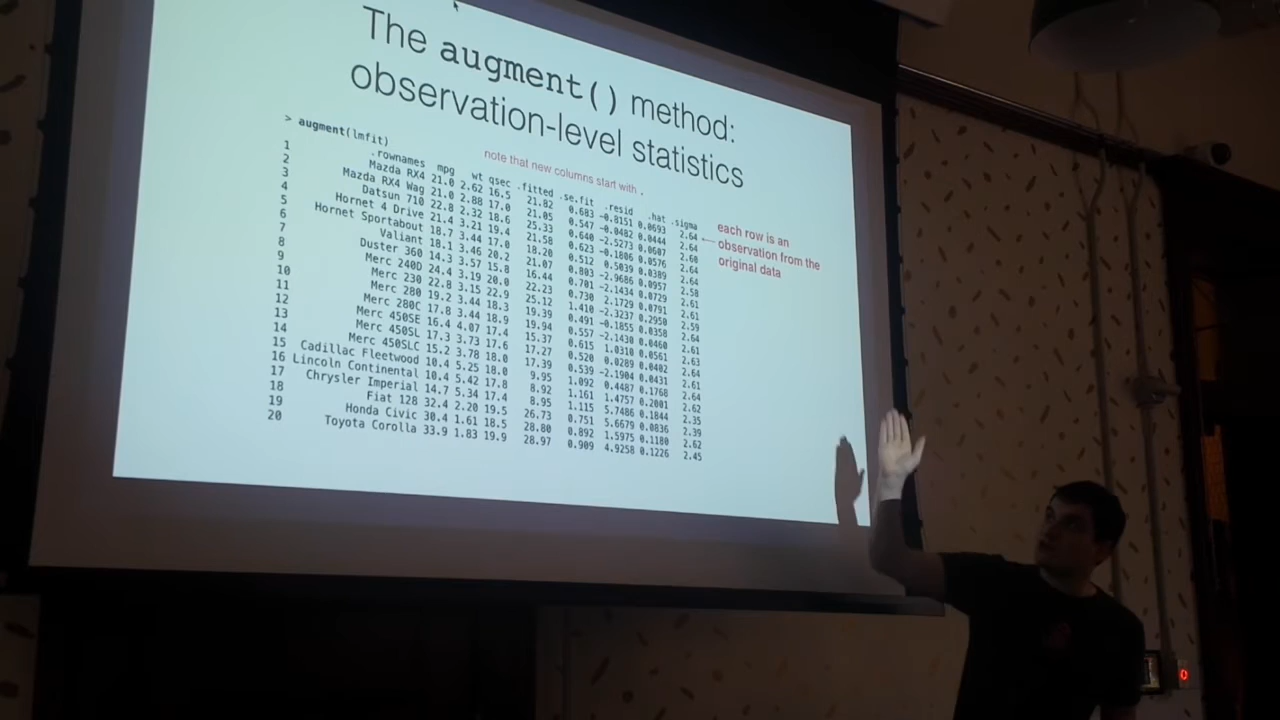 The augment() method:
observation-level statistics
> augment(lmfit)
note that new columns start with .
.rownames mpg wt qsec .fitted .se.fit .resid .hat .sigma
1 Mazda RX4 21.0 2.62 16.5 21.82 0.683 -0.8151 0.0693 2.64
2 Mazda RX4 Wag 21.0 2.88 17.0 21.05 0.547 -0.0482 0.0444 2.64
3 Datsun 710 22.8 2.32 18.6 25.33 0.640 -2.5273 0.0607 2.60
4 Hornet 4 Drive 21.4 3.21 19.4 21.58 0.623 -0.1806 0.0576 2.64
5 Hornet Sportabout 18.7 3.44 17.0 18.20 0.512 0.5039 0.0389 2.64
6 Valiant 18.1 3.46 20.2 21.07 0.803 -2.9686 0.0957 2.58
7 Duster 360 14.3 3.57 15.8 16.44 0.701 -2.1434 0.0729 2.61
8 Merc 240D 24.4 3.19 20.0 22.23 0.730 2.1729 0.0791 2.61
9 Merc 230 22.8 3.15 22.9 25.12 1.410 -2.3237 0.2950 2.59
10 Merc 280 19.2 3.44 18.3 19.39 0.491 -0.1855 0.0358 2.64
11 Merc 280C 17.8 3.44 18.9 19.94 0.557 -2.1430 0.0460 2.61
12 Merc 450SE 16.4 4.07 17.4 15.37 0.615 1.0310 0.0561 2.63
13 Merc 450SL 17.3 3.73 17.6 17.27 0.520 0.0289 0.0402 2.64
14 Merc 450SLC 15.2 3.78 18.0 17.39 0.539 -2.1904 0.0431 2.61
15 Cadillac Fleetwood 10.4 5.25 18.0 9.95 1.092 0.4487 0.1768 2.64
16 Lincoln Continental 10.4 5.42 17.8 8.92 1.161 1.4757 0.2001 2.62
17 Chrysler Imperial 14.7 5.34 17.4 8.95 1.115 5.7486 0.1844 2.35
18 Fiat 128 32.4 2.20 19.5 26.73 0.751 5.6679 0.0836 2.39
19 Honda Civic 30.4 1.61 18.5 28.80 0.892 1.5975 0.1180 2.62
20 Toyota Corolla 33.9 1.83 19.9 28.97 0.909 4.9258 0.1226 2.45
each row is an
observation from the
original data